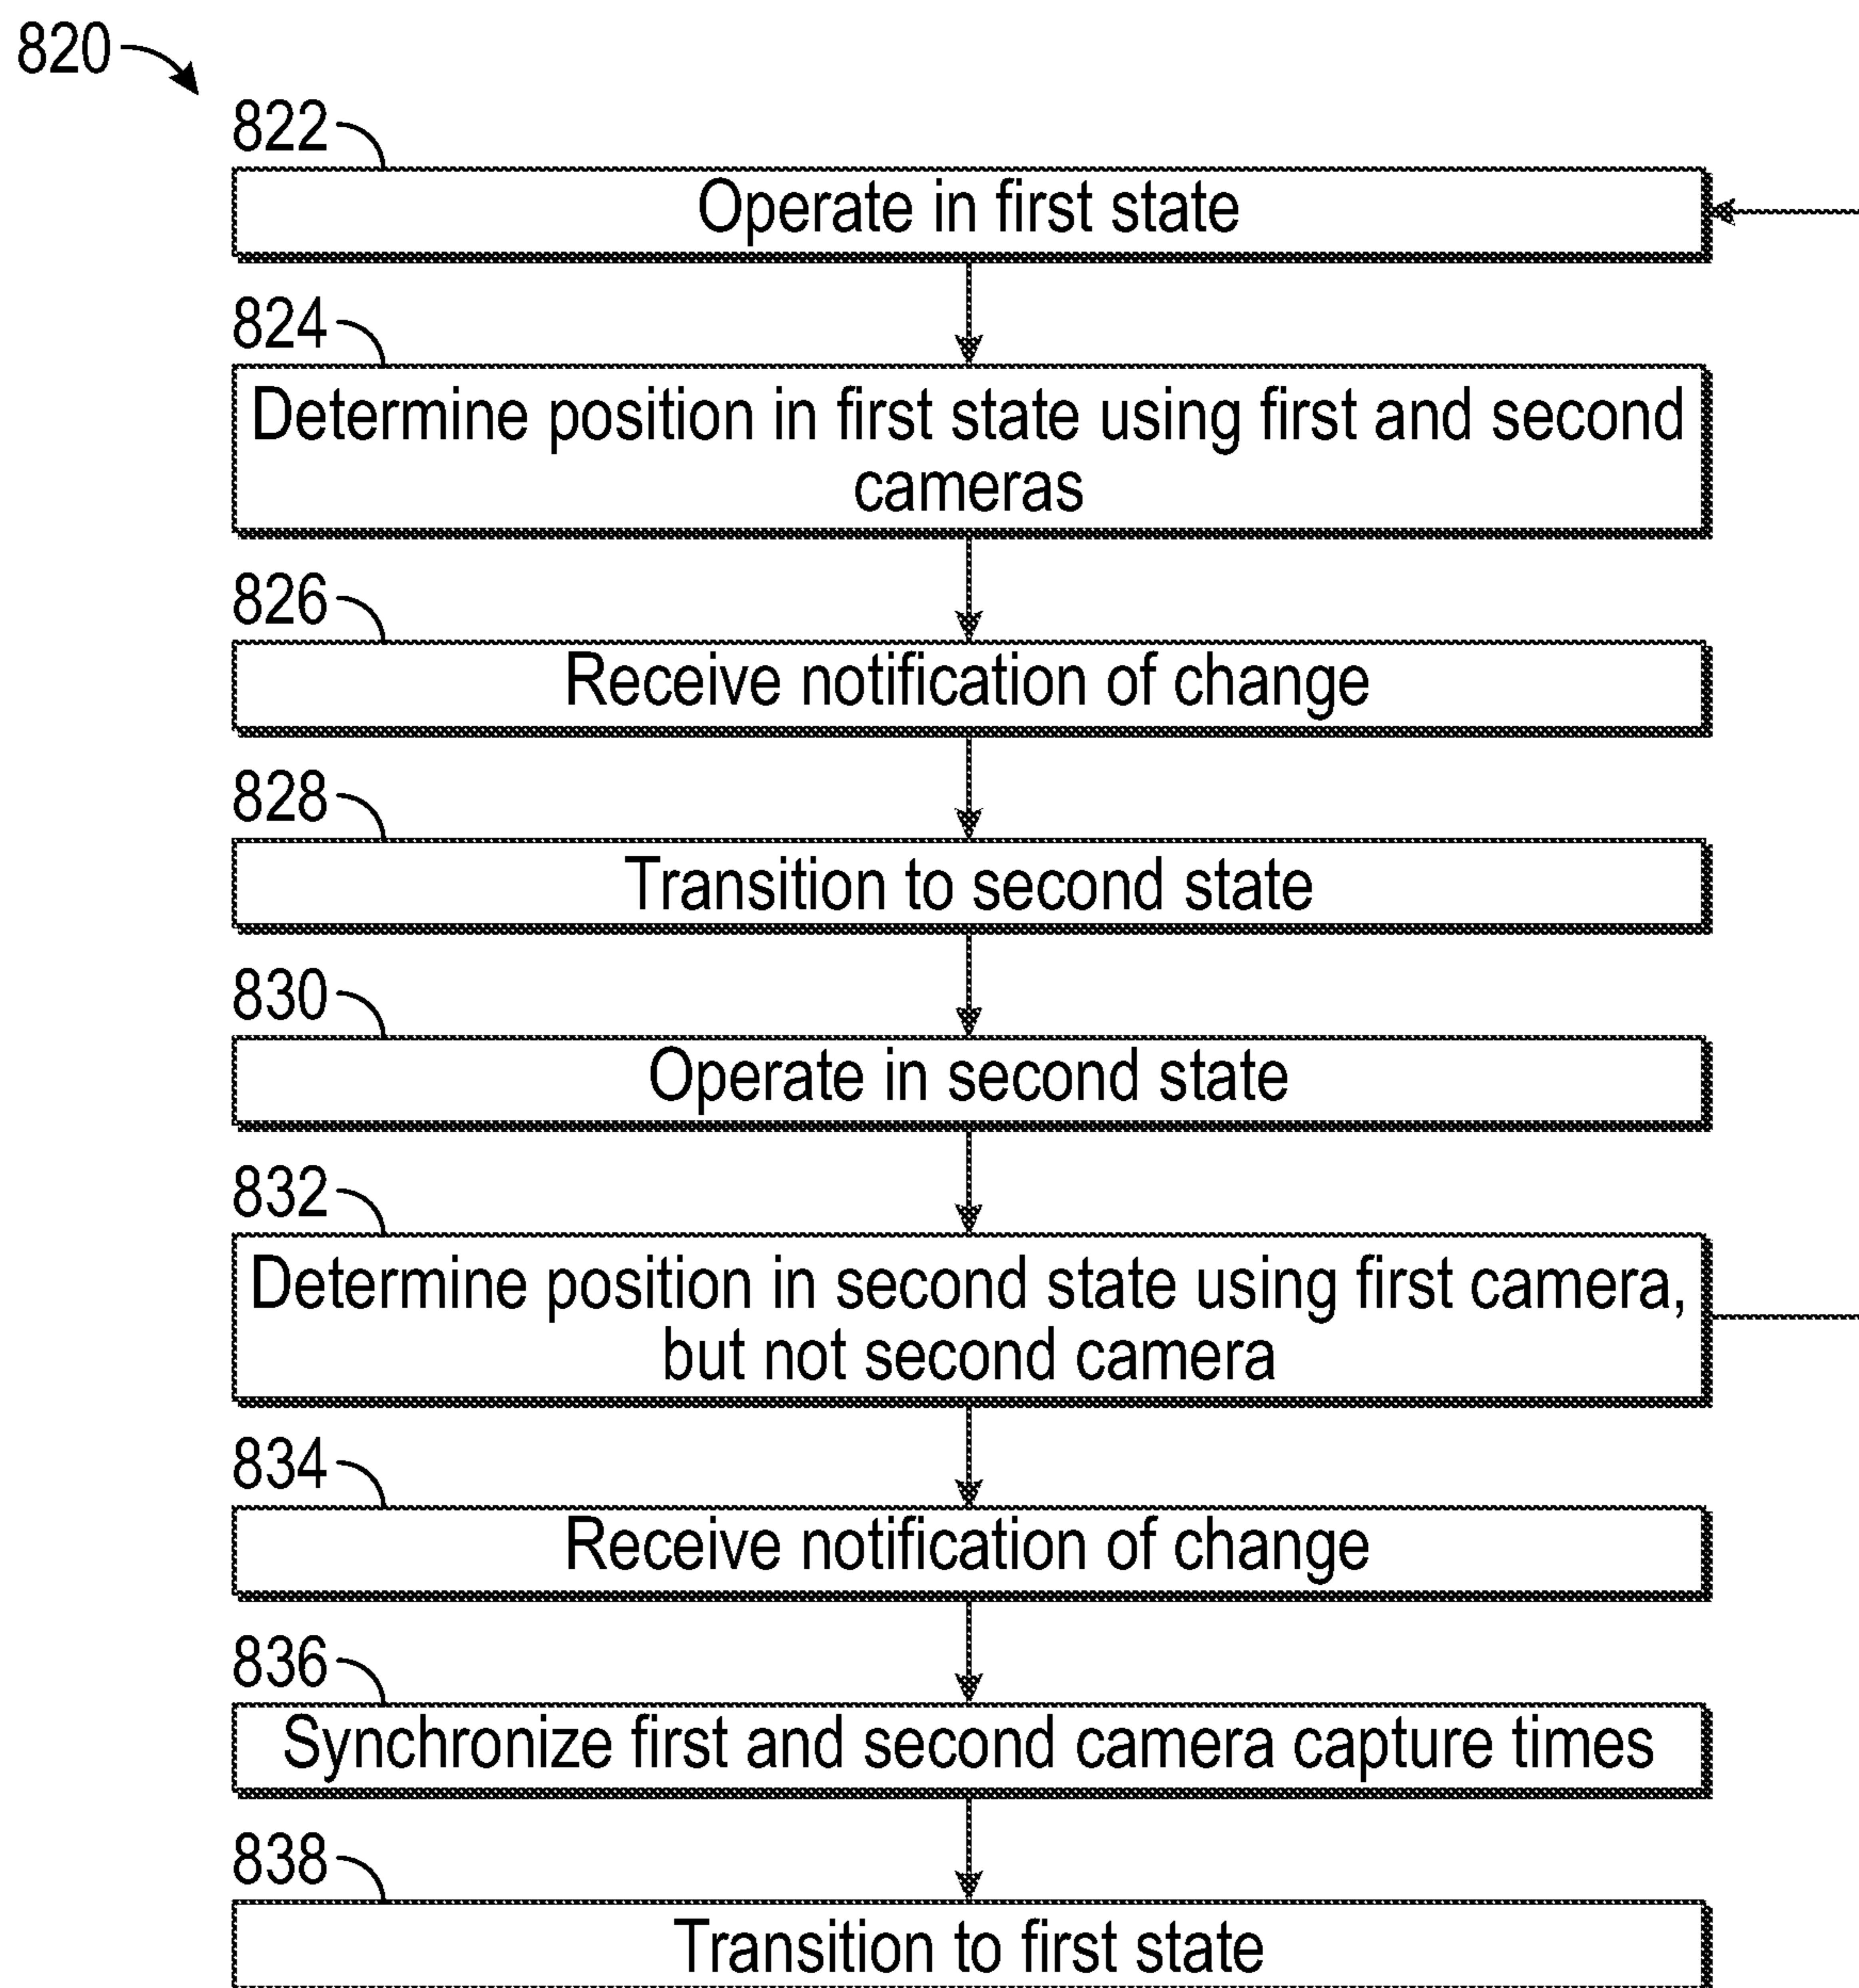 820
822
Operate in first state
824
Determine position in first state using first and second
cameras
826
Receive notification of change
828
Transition to second state
830
Operate in second state
832
Determine position in second state using first camera,
but not second camera
834
Receive notification of change
836
Synchronize first and second camera capture times
838
Transition to first state